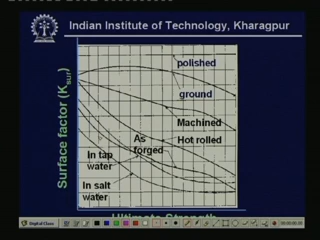 Indian Institute of Technology, Kharagpur
Surface factor (Ksur)
polished
ground
Machined
Hot rolled
As
forged
In tap
water
In salt
water
Ultimate Strength